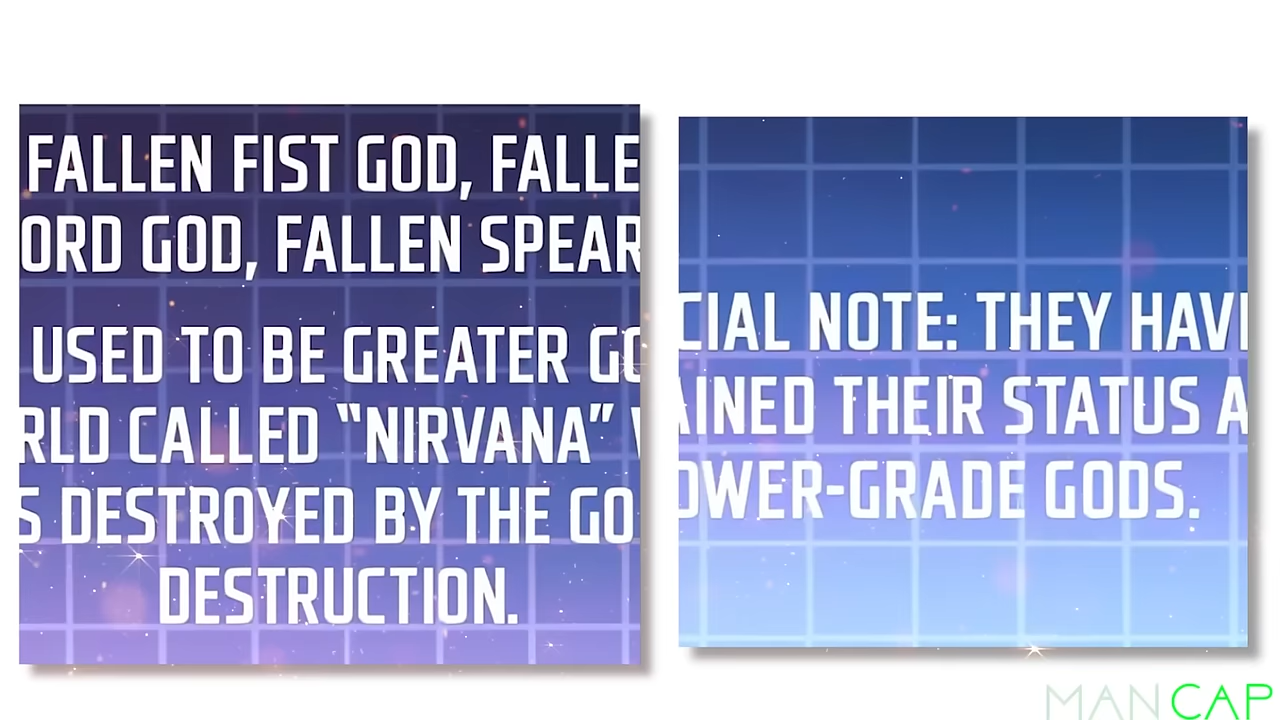 FALLEN FIST GOD, FALLE
ORD GOD, FALLEN SPEAR
USED TO BE GREATER GO
RLD CALLED “NIRVANA” W
S DESTROYED BY THE GO
DESTRUCTION.
CIAL NOTE: THEY HAVE
AINED THEIR STATUS A
OWER-GRADE GODS.
MANCAP